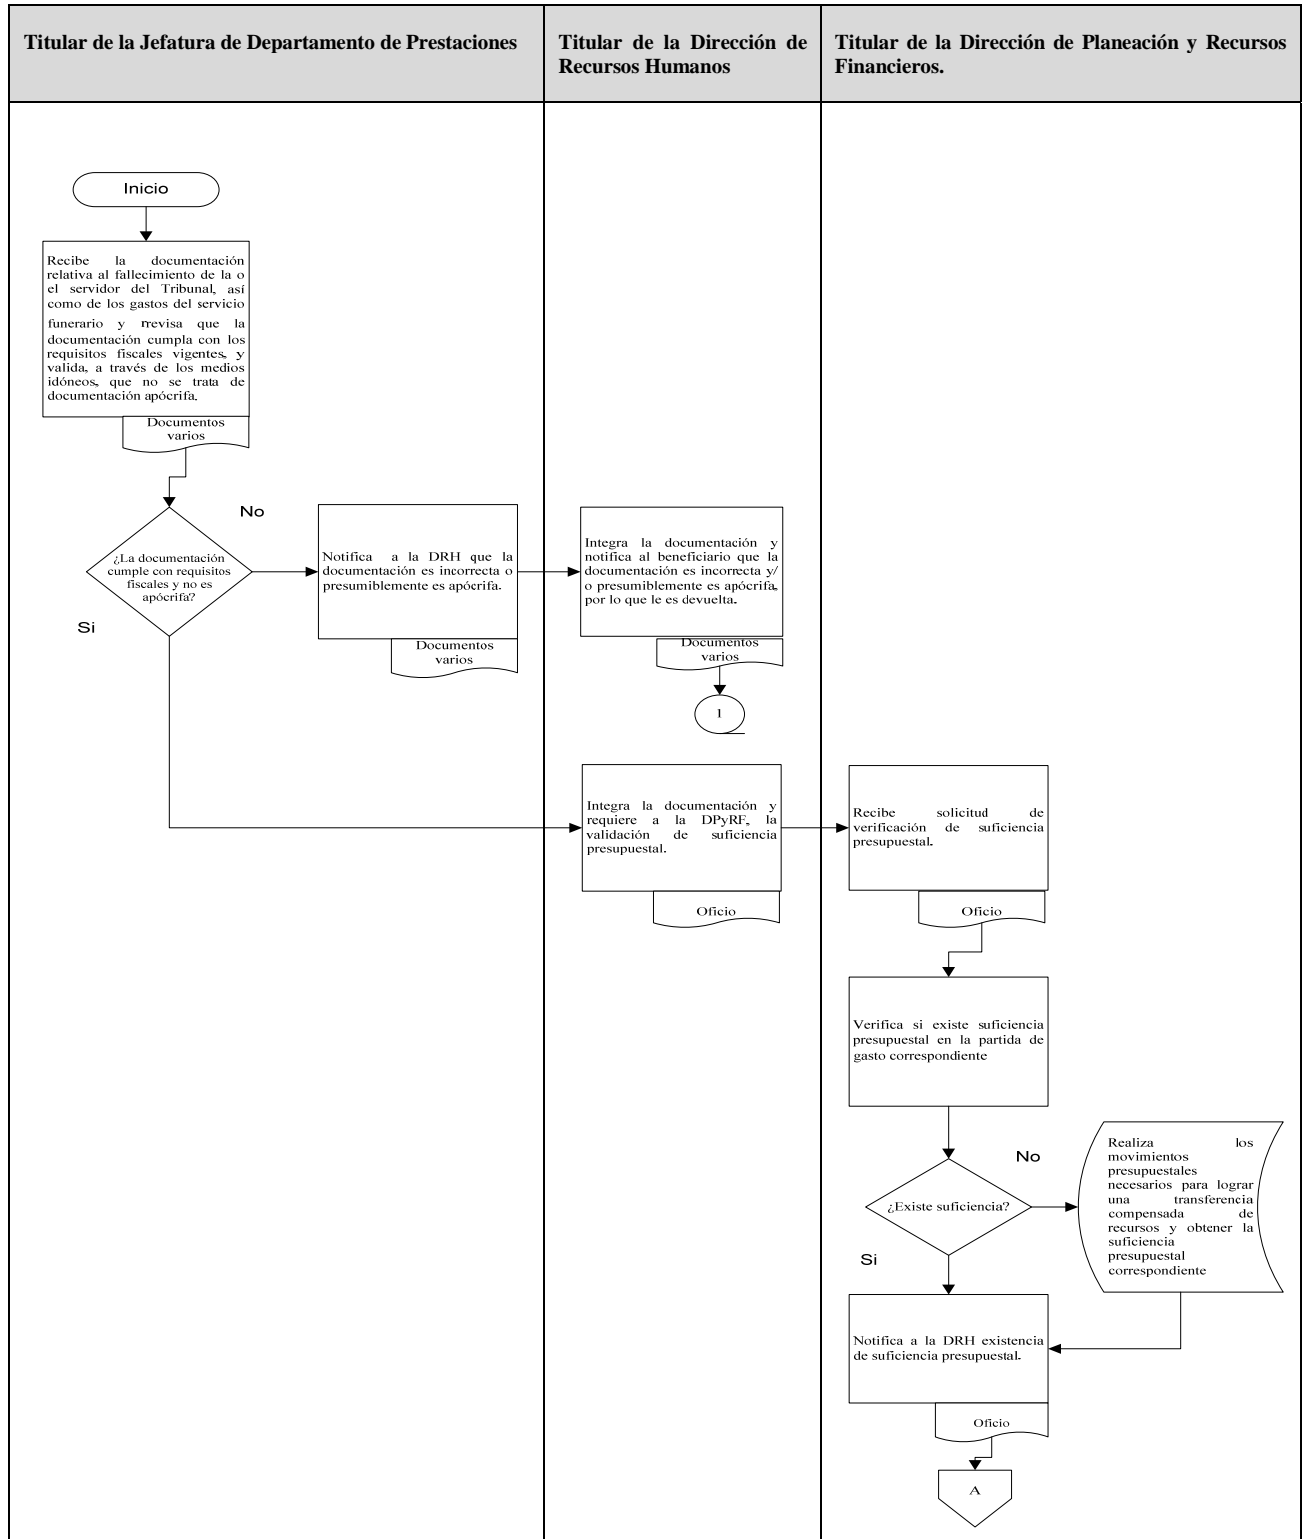 Titular de la Jefatura de Departamento de Prestaciones
Titular de la Dirección de
Recursos Humanos
Titular de la Dirección de Planeación y Recursos
Financieros.
Inicio
Recibe la documentación
relativa al fallecimiento de la o
el servidor del Tribunal, así
como de los gastos del servicio
funerario y rrevisa que la
documentación cumpla con los
requisitos fiscales vigentes, y
valida, a través de los medios
idóneos, que no se trata de
documentación apócrifa.
Documentos
varios
¿La documentación
cumple con requisitos
fiscales y no es
apócrifa?
No
Si
Notifica a la DRH que la
documentación es incorrecta o
presumiblemente es apócrifa.
Documentos
varios
Integra la documentación y
notifica al beneficiario que la
documentación es incorrecta y/
o presumiblemente es apócrifa,
por lo que le es devuelta.
Documentos
varios
1
Integra la documentación y
requiere a la DPyRF, la
validación de suficiencia
presupuestal.
Oficio
Recibe solicitud de
verificación de suficiencia
presupuestal.
Oficio
Verifica si existe suficiencia
presupuestal en la partida de
gasto correspondiente
¿Existe suficiencia?
No
Si
Realiza los
movimientos
presupuestales
necesarios para lograr
una transferencia
compensada de
recursos y obtener la
suficiencia
presupuestal
correspondiente
Notifica a la DRH existencia
de suficiencia presupuestal.
Oficio
A